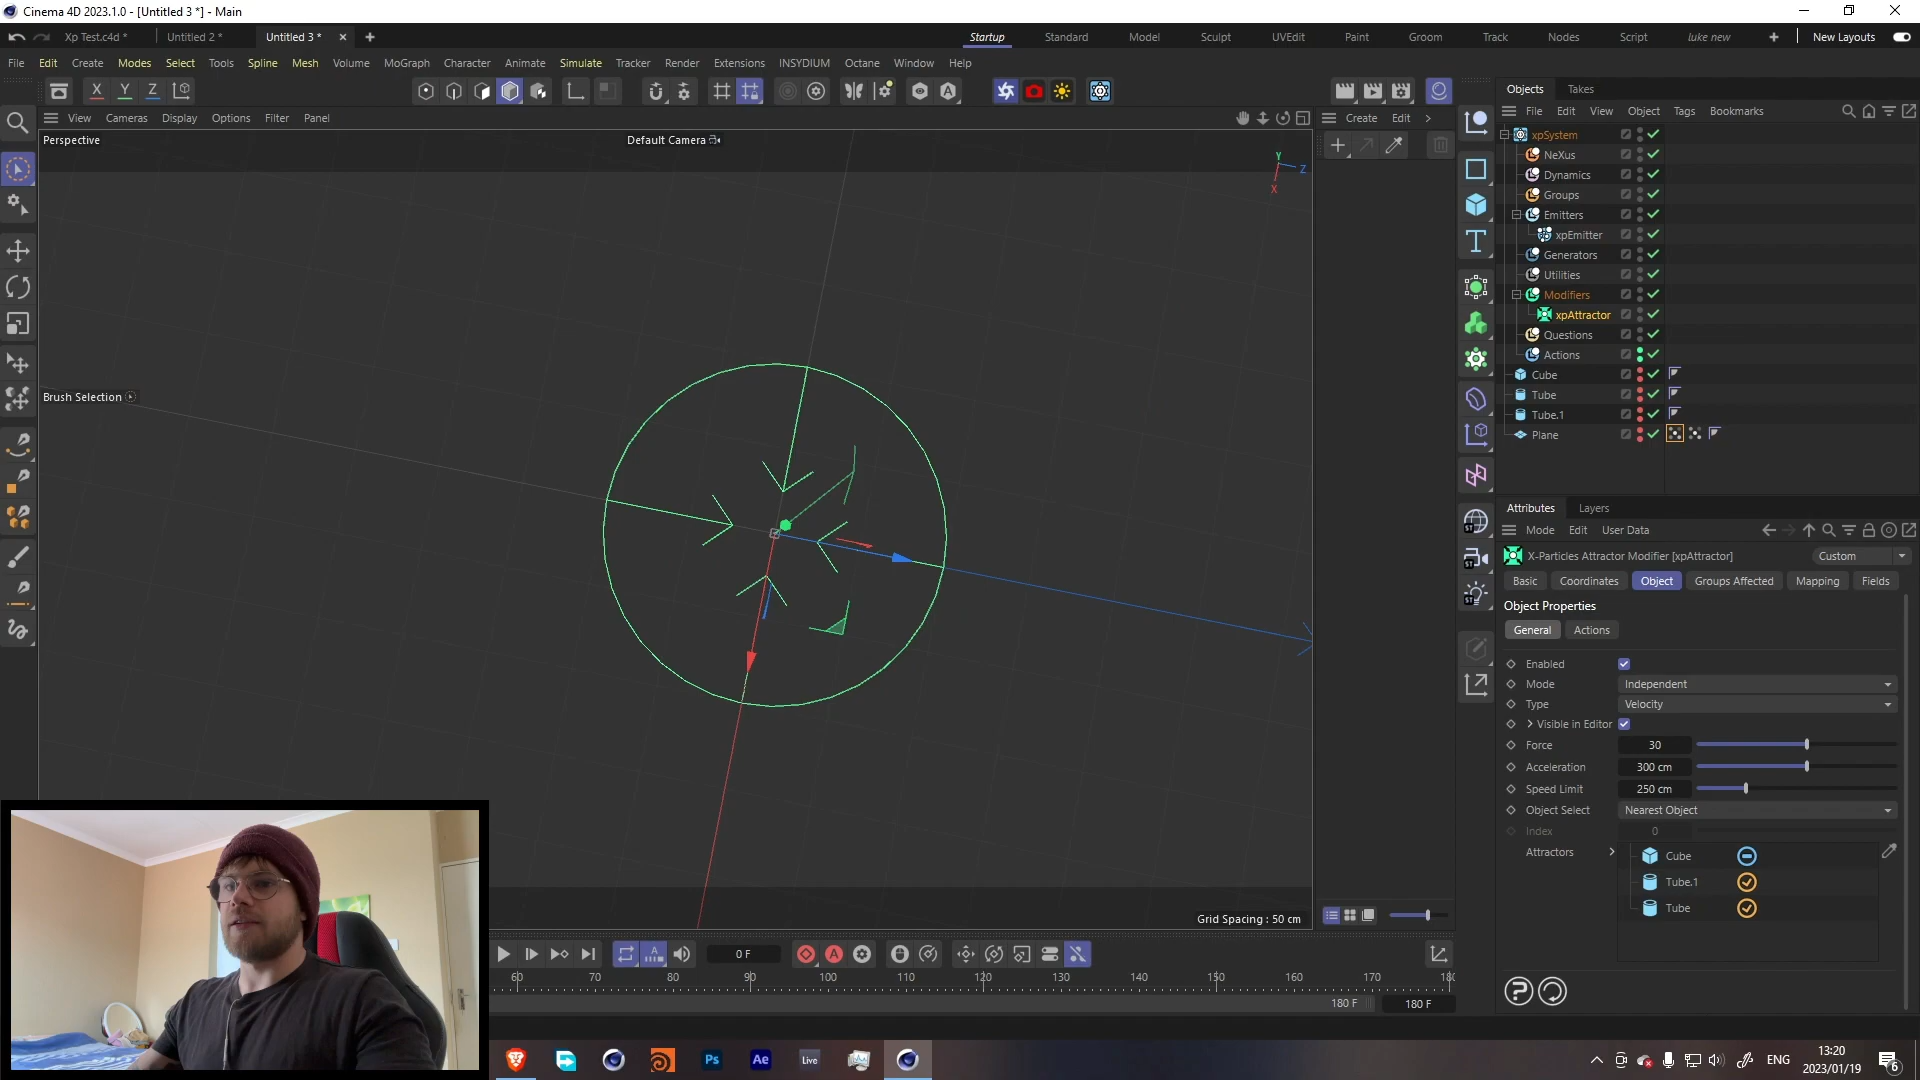 Cinema 4D 2023.1.0 - [Untitled 3 *] - Main
Xp Test.c4d *
Untitled 2 *
Untitled 3 *
Startup
Standard
Model
Sculpt
UVEdit
Paint
Groom
Track
Nodes
Script
luke new
New Layouts
File
Edit
Create
Modes
Select
Tools
Spline
Mesh
Volume
MoGraph
Character
Animate
Simulate
Tracker
Render
Extensions
INSYDIUM
Octane
Window
Help
X
Y
Z
View
Cameras
Display
Options
Filter
Panel
Create
Edit
Perspective
Default Camera
Y
Z
X
Brush Selection
Grid Spacing : 50 cm
Objects
Takes
File
Edit
View
Object
Tags
Bookmarks
xpSystem
NeXus
Dynamics
Groups
Emitters
xpEmitter
Generators
Utilities
Modifiers
xpAttractor
Questions
Actions
Cube
Tube
Tube.1
Plane
Attributes
Layers
Mode
Edit
User Data
X-Particles Attractor Modifier [xpAttractor]
Custom
Basic
Coordinates
Object
Groups Affected
Mapping
Fields
Object Properties
General
Actions
Enabled
Mode
Independent
Type
Velocity
Visible in Editor
Force
30
Acceleration
300 cm
Speed Limit
250 cm
Object Select
Nearest Object
Index
0
Attractors
Cube
Tube.1
Tube
0 F
60
70
80
90
100
110
120
130
140
150
160
170
180 F
180 F
Ps
Ae
Live
ENG
13:20
2023/01/19
6